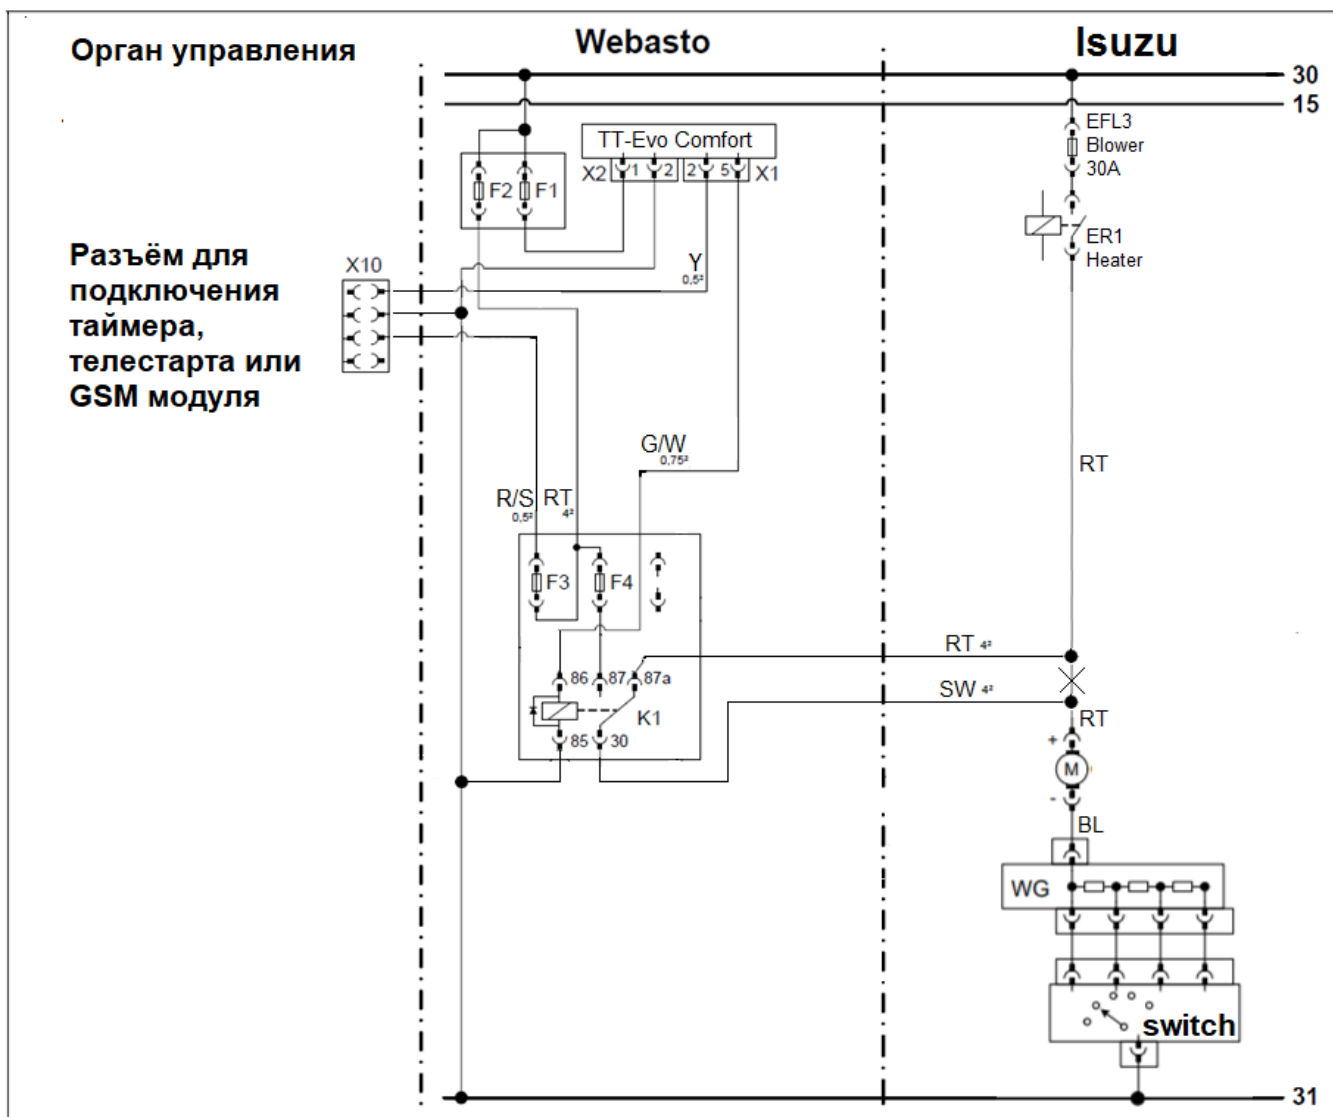 Орган управления
Webasto
Isuzu
30
15
TT-Evo Comfort
X2
1
2
2
5
X1
F2
F1
EFL3
Blower
30A
ER1
Heater
Разъём для
подключения
таймера,
телестарта или
GSM модуля
X10
Y
0,5²
G/W
0,75²
R/S
0,5²
RT
4²
RT
F3
F4
RT 4²
86
87
87a
SW 4²
K1
85
30
RT
+
M
-
BL
WG
switch
31